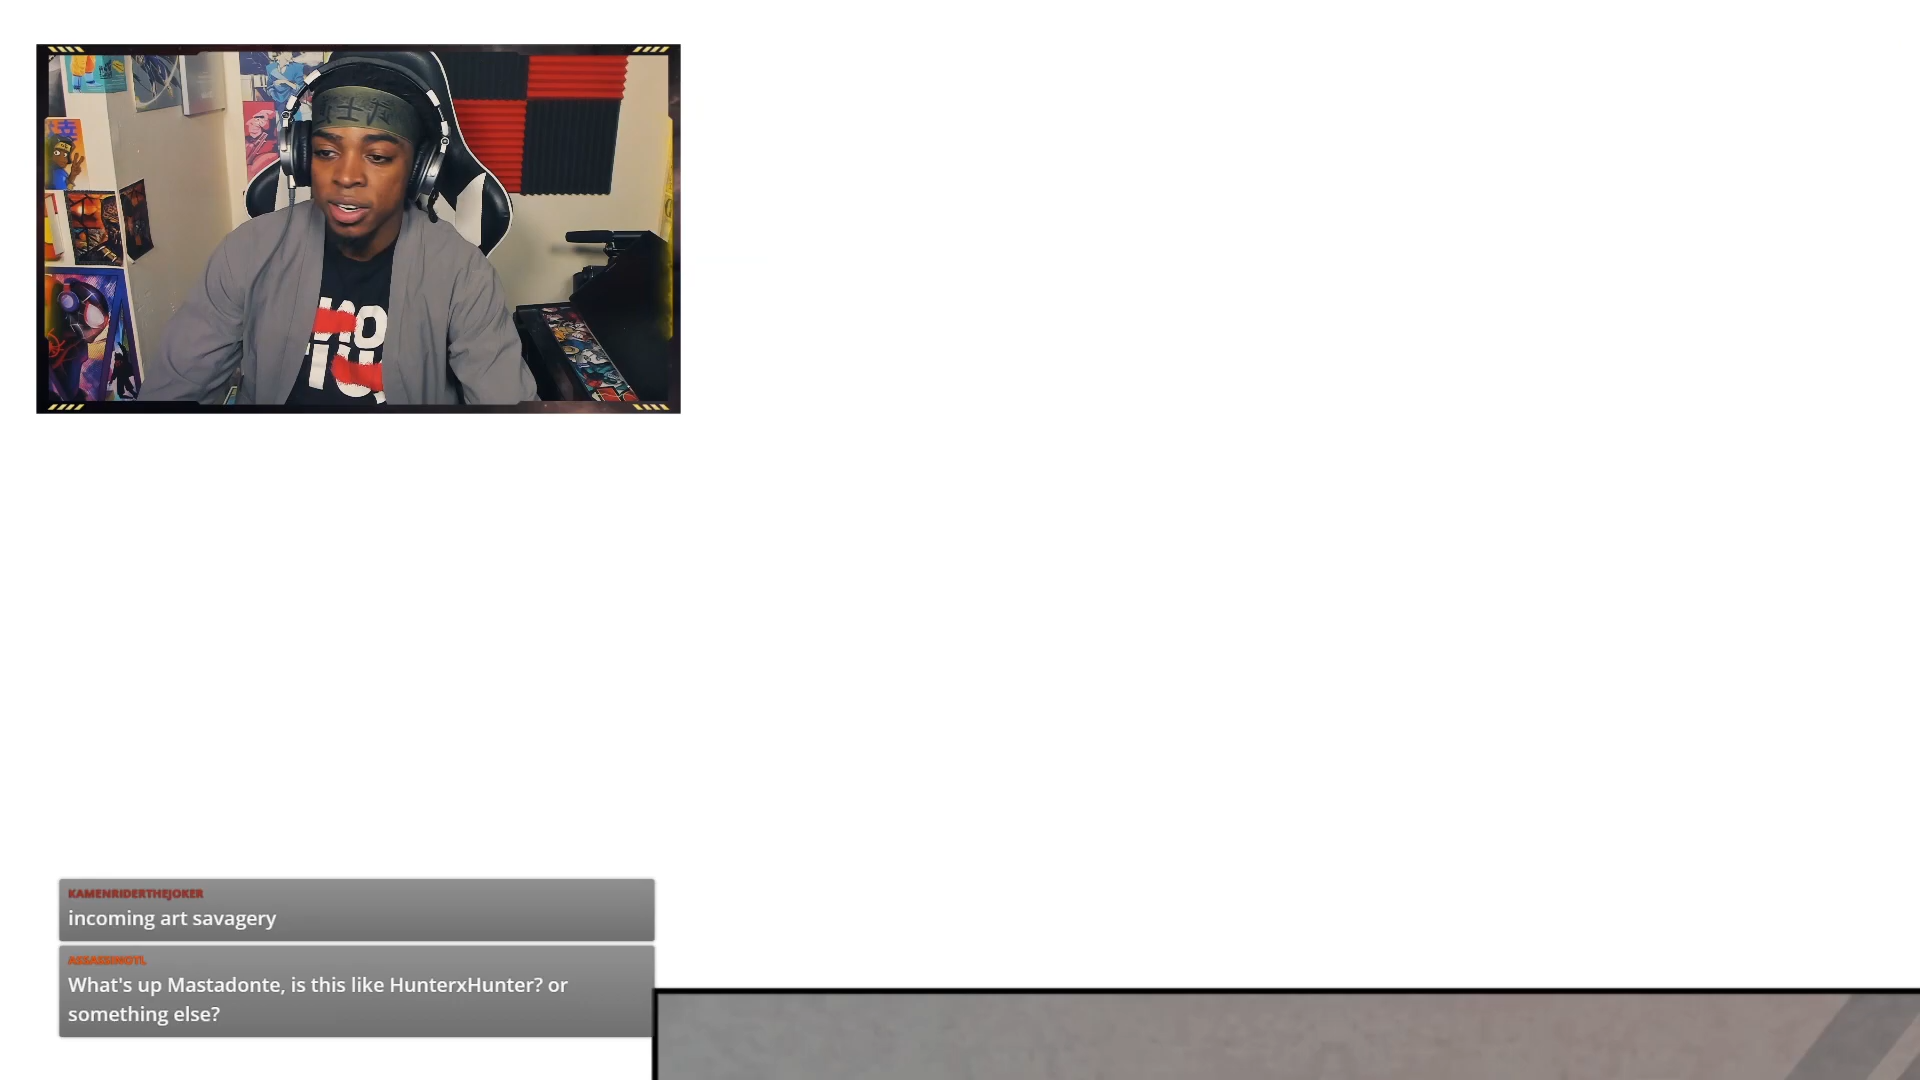 KAMENRIDERTHEJOKER
incoming art savagery
What's up Mastadonte, is this like HunterxHunter? or
something else?